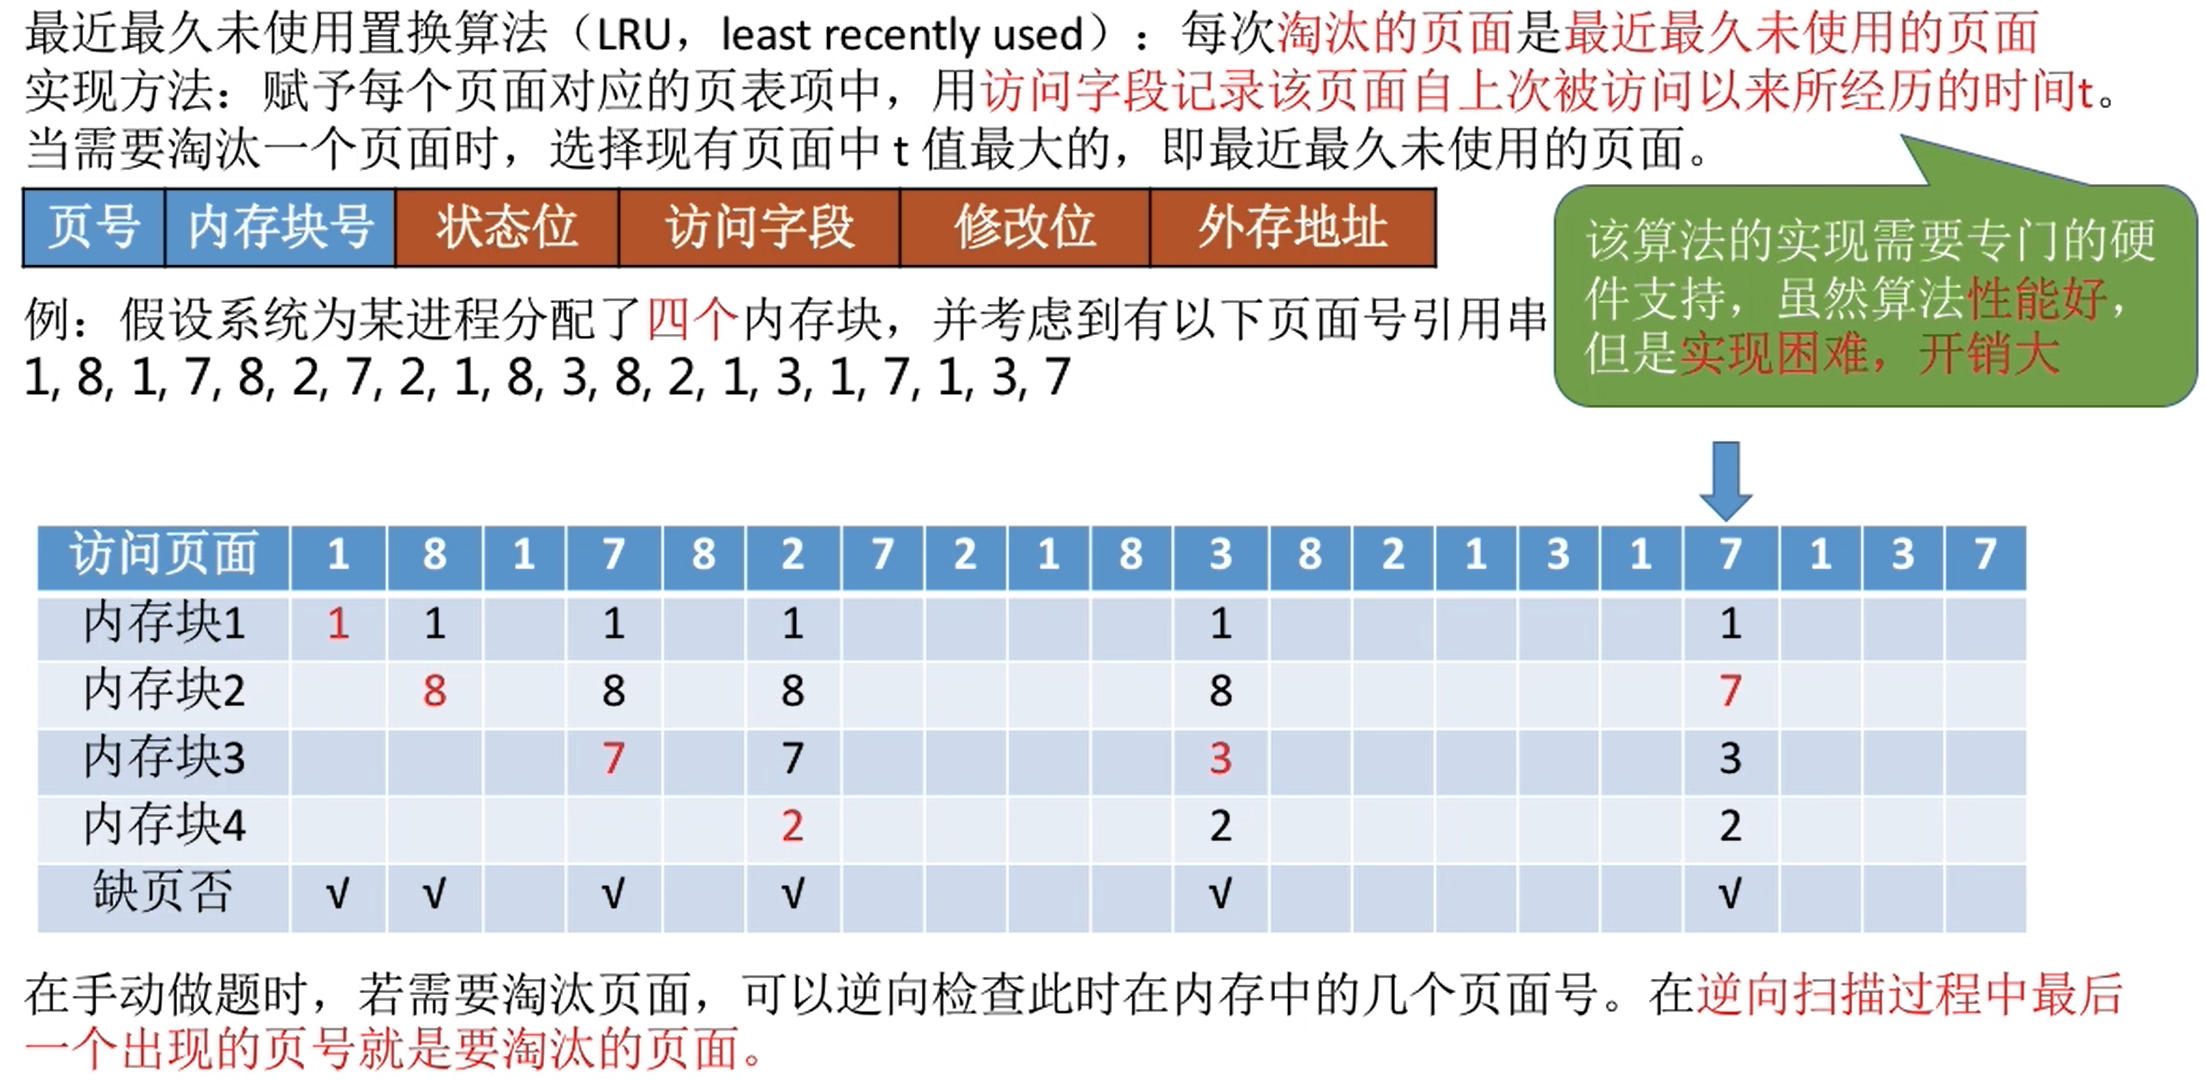 最近最久未使用置换算法（LRU，least recently used）：每次淘汰的页面是最近最久未使用的页面
实现方法：赋予每个页面对应的页表项中，用访问字段记录该页面自上次被访问以来所经历的时间t。
当需要淘汰一个页面时，选择现有页面中 t 值最大的，即最近最久未使用的页面。
页号 内存块号 状态位 访问字段 修改位 外存地址
该算法的实现需要专门的硬
件支持，虽然算法性能好，
但是实现困难，开销大
例：假设系统为某进程分配了四个内存块，并考虑到有以下页面号引用串
1, 8, 1, 7, 8, 2, 7, 2, 1, 8, 3, 8, 2, 1, 3, 1, 7, 1, 3, 7
访问页面 1 8 1 7 8 2 7 2 1 8 3 8 2 1 3 1 7 1 3 7
内存块1 1 1 1 1 1 1
内存块2 8 8 8 8 7
内存块3 7 7 3 3
内存块4 2 2 2
缺页否 √ √ √ √ √ √
在手动做题时，若需要淘汰页面，可以逆向检查此时在内存中的几个页面号。在逆向扫描过程中最后
一个出现的页号就是要淘汰的页面。